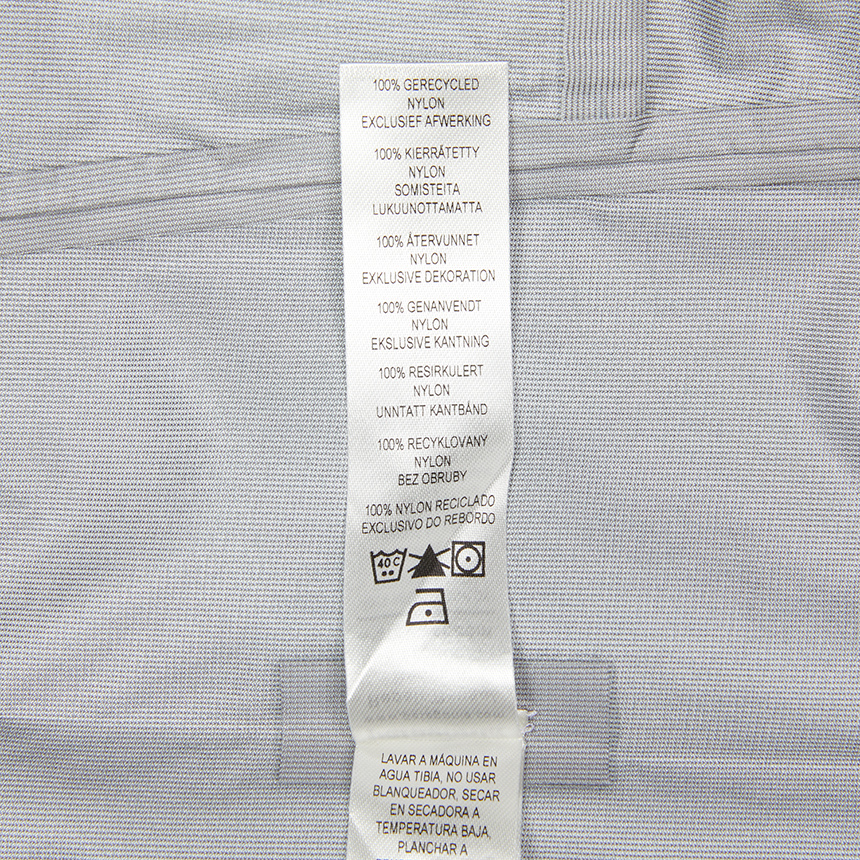 100% GERECYCLED
NYLON
EXCLUSIEF AFWERKING
100% KIERRÄTETTY
NYLON
SOMISTEITA
LUKUUNOTTAMATTA
100% ÅTERVUNNET
NYLON
EXKLUSIVE DEKORATION
100% GENANVENDT
NYLON
EKSLUSIVE KANTNING
100% RESIRKULERT
NYLON
UNNTATT KANTBÅND
100% RECYKLOVANY
NYLON
BEZ OBRUBY
100% NYLON RECICLADO
EXCLUSIVO DO REBORDO
40 C
LAVAR A MÁQUINA EN
AGUA TIBIA, NO USAR
BLANQUEADOR, SECAR
EN SECADORA A
TEMPERATURA BAJA,
PLANCHAR A